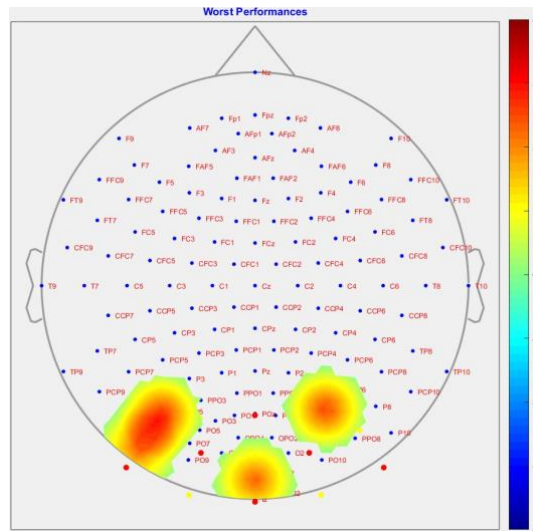 Worst Performances
Nz
Fp1 Fpz Fp2
AF7 AF8
AFp1 AFp2
F9 F10
AF3 AF4
AFz
F7 FAF5 FAF6 F8
FFC9 F5 FAF1 FAF2 F6 FFC10
F3 F4
FT9 FFC7 F1 Fz F2 FFC8 FT10
FFC5 FFC6
FT7 FFC3 FFC1 FFC2 FFC4 FT8
FC5 FC6
FC3 FC1 FCz FC2 FC4
CFC9 CFC10
CFC7 CFC5 CFC3 CFC1 CFC2 CFC4 CFC6 CFC8
T9 T7 C5 C3 C1 Cz C2 C4 C6 T8 T10
CCP7 CCP5 CCP3 CCP1 CCP2 CCP4 CCP6 CCP8
CP5 CP3 CP1 CPz CP2 CP4 CP6
TP7 PCP5 PCP3 PCP1 PCP2 PCP4 PCP6 TP8
TP9 PCP7 P3 P1 Pz P2 PCP8 TP10
PCP9 PPO1 PCP10
PPO3
P8
PO3 POz
PO5 P10
PO7 OPO2 PPO8
PO9 O2 PO10